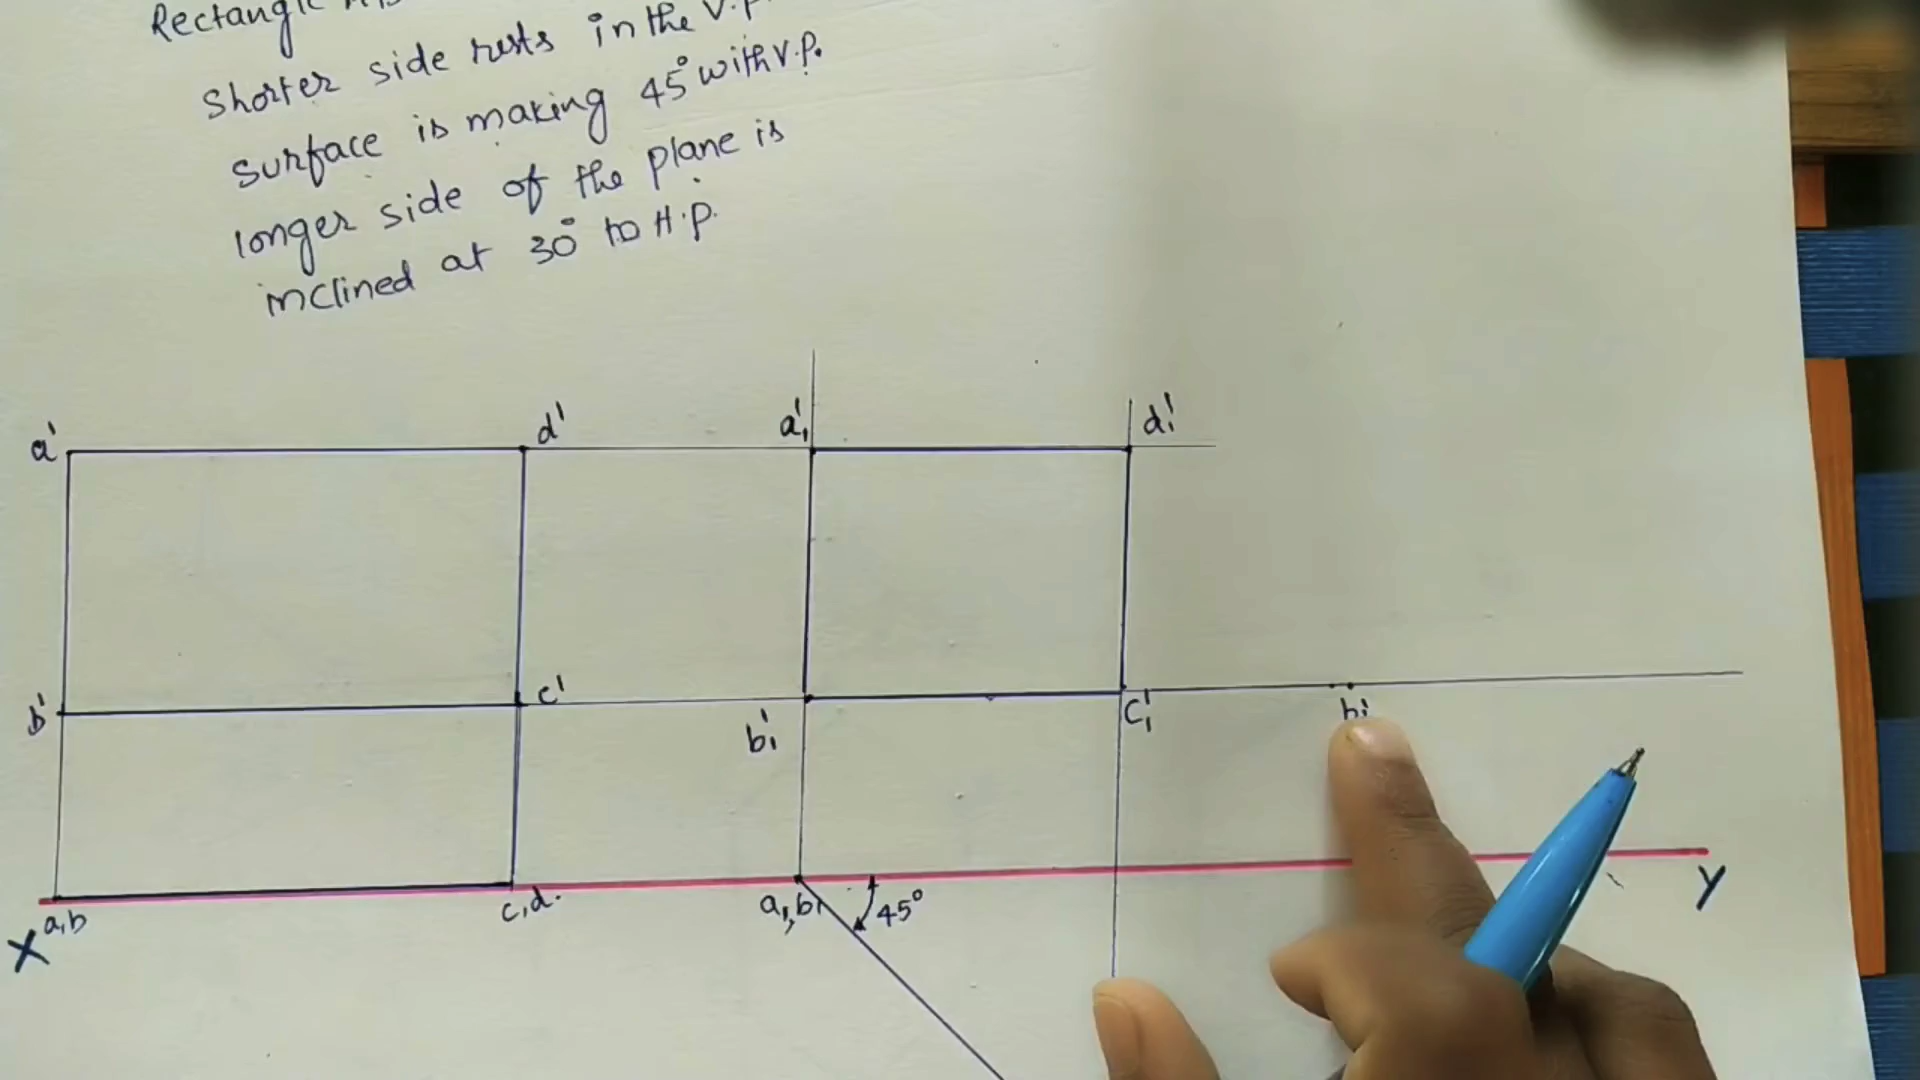 Rectangle
Shorter side rests in the V.P.
surface is making 45° with V.P.
longer side of the plane is
inclined at 30° to H.P.
a' d' a₁' d₁'
b' c' b₁' c₁' b₁'
X a,b c,d. a₁,b₁ 45° Y